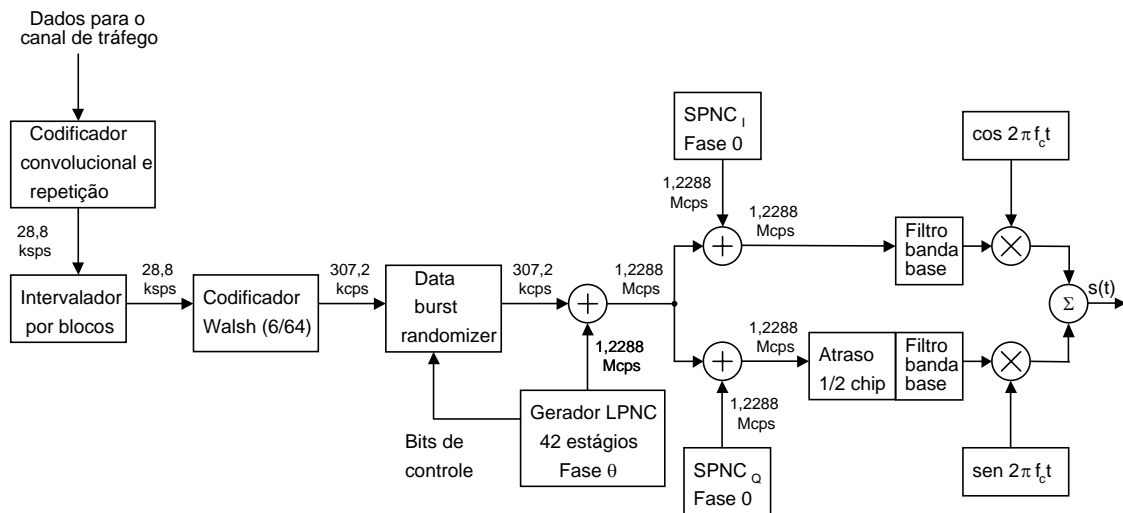 Dados para o
canal de tráfego
Codificador
convolucional e
repetição
28,8
ksps
Intervalador
por blocos
28,8
ksps
Codificador
Walsh (6/64)
307,2
kcps
Data
burst
randomizer
307,2
kcps
+
1,2288
Mcps
1,2288
Mcps
Gerador LPNC
42 estágios
Fase θ
Bits de
controle
SPNC I
Fase 0
1,2288
Mcps
+
1,2288
Mcps
Filtro
banda
base
cos 2π f c t
1,2288
Mcps
+
1,2288
Mcps
SPNC Q
Fase 0
Atraso
1/2 chip
Filtro
banda
base
sen 2π f c t
Σ
s(t)